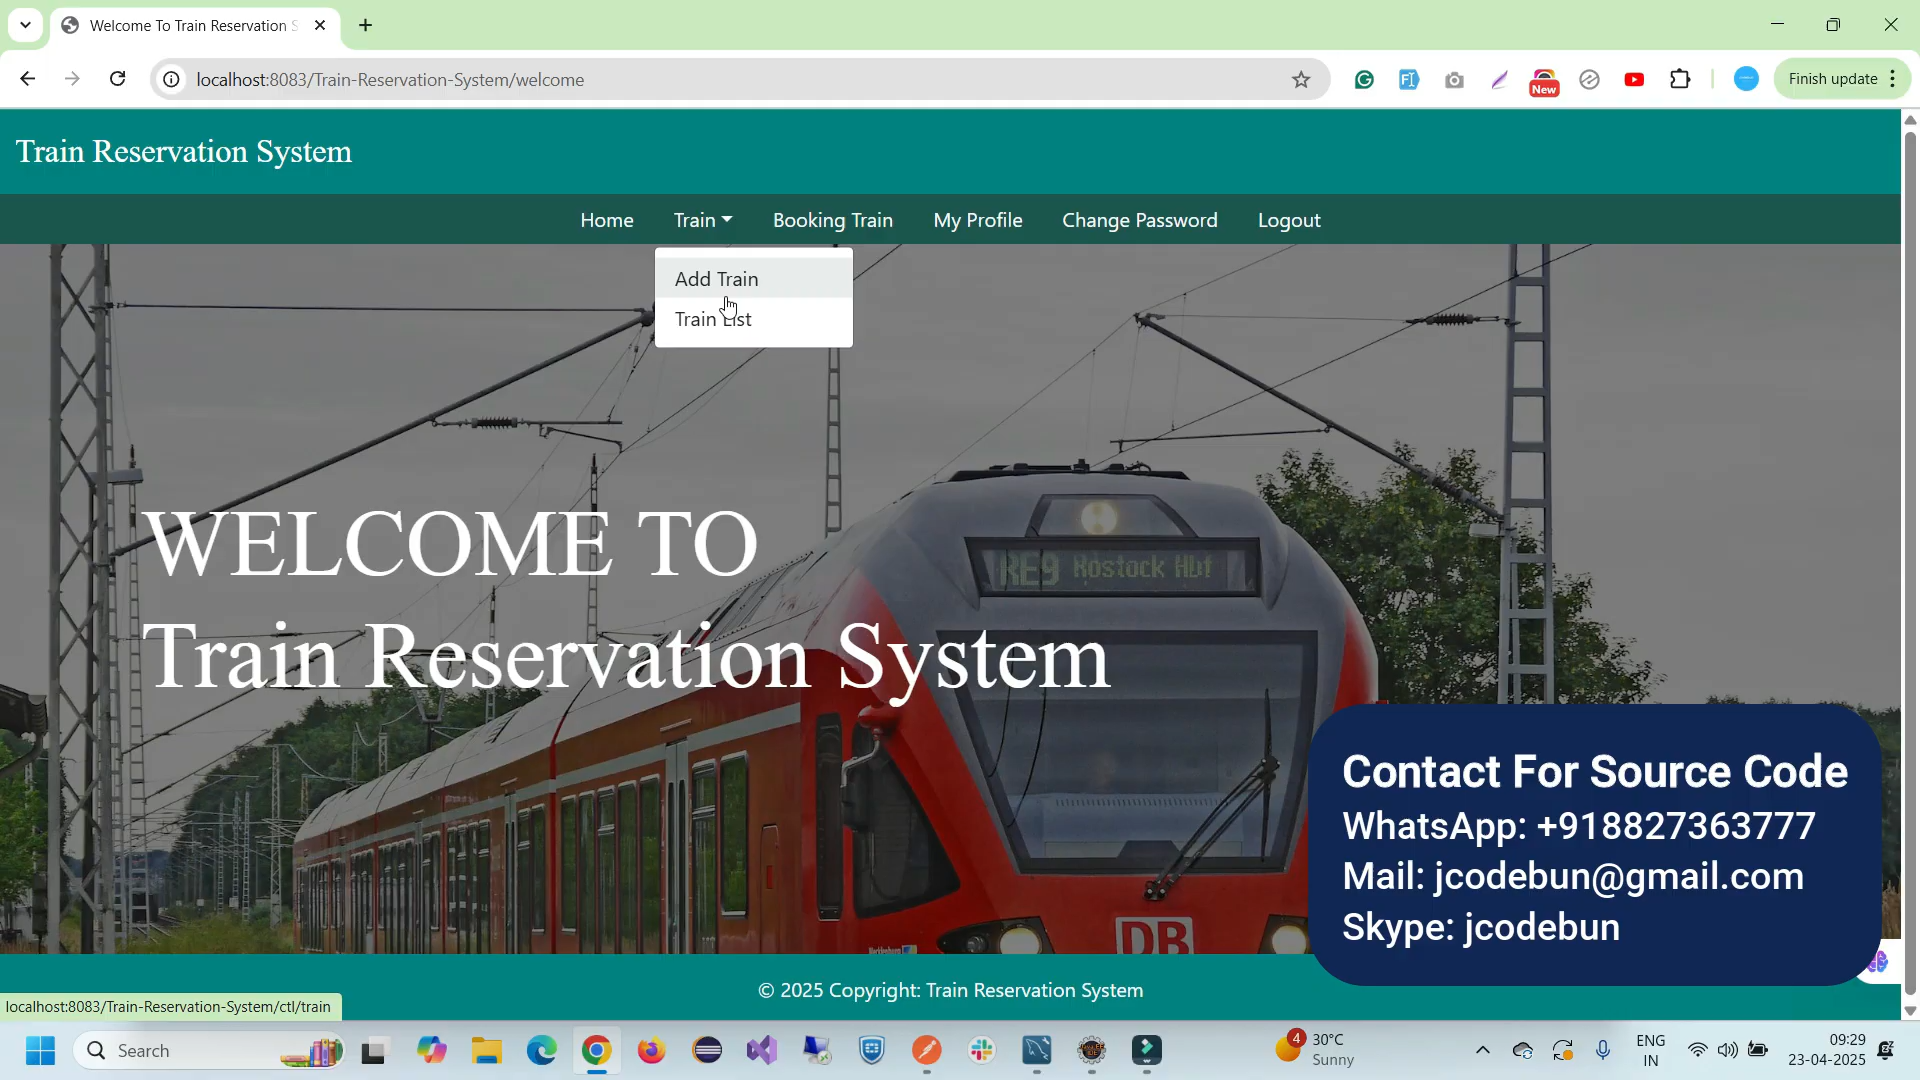 Welcome To Train Reservation S
localhost:8083/Train-Reservation-System/welcome
New
Finish update
Train Reservation System
Home Train Booking Train My Profile Change Password Logout
Add Train
Train List
RE9 Rostock Hbf
WELCOME TO
Train Reservation System
DB
Contact For Source Code
WhatsApp: +918827363777
Mail: jcodebun@gmail.com
Skype: jcodebun
© 2025 Copyright: Train Reservation System
localhost:8083/Train-Reservation-System/ctl/train
Search
4
30°C
Sunny
ENG
IN
09:29
23-04-2025